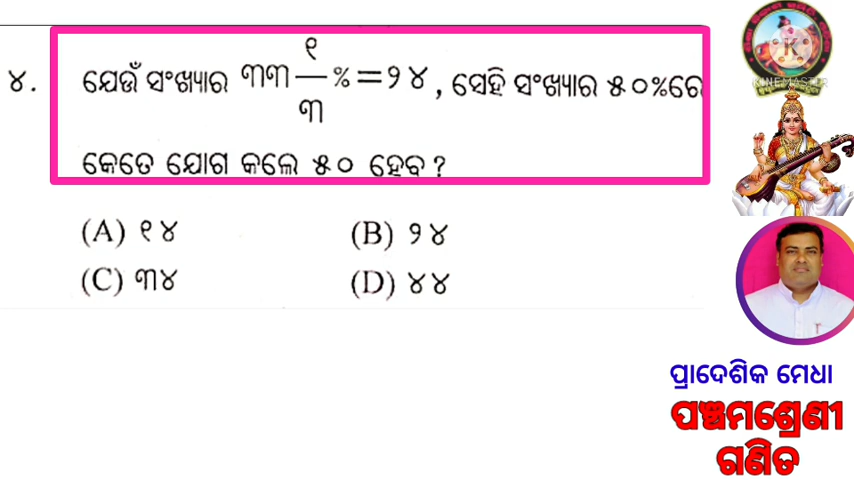 ୪. ଯେଉଁ ସଂଖ୍ୟାର ୩୩ ୧/୩ % = ୨୪, ସେହି ସଂଖ୍ୟାର ୫୦%ରେ
କେତେ ଯୋଗ କଲେ ୫୦ ହେବ ?
(A) ୧୪ (B) ୨୪
(C) ୩୪ (D) ୪୪
KINEMASTER
ପ୍ରାଦେଶିକ ମେଧା
ପଞ୍ଚମଶ୍ରେଣୀ
ଗଣିତ